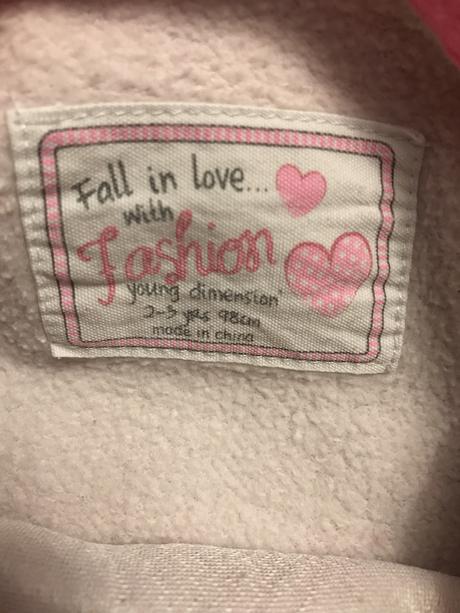 Fall in love...
with
Fashion
young dimension
2-3 yrs 98cm
made in china